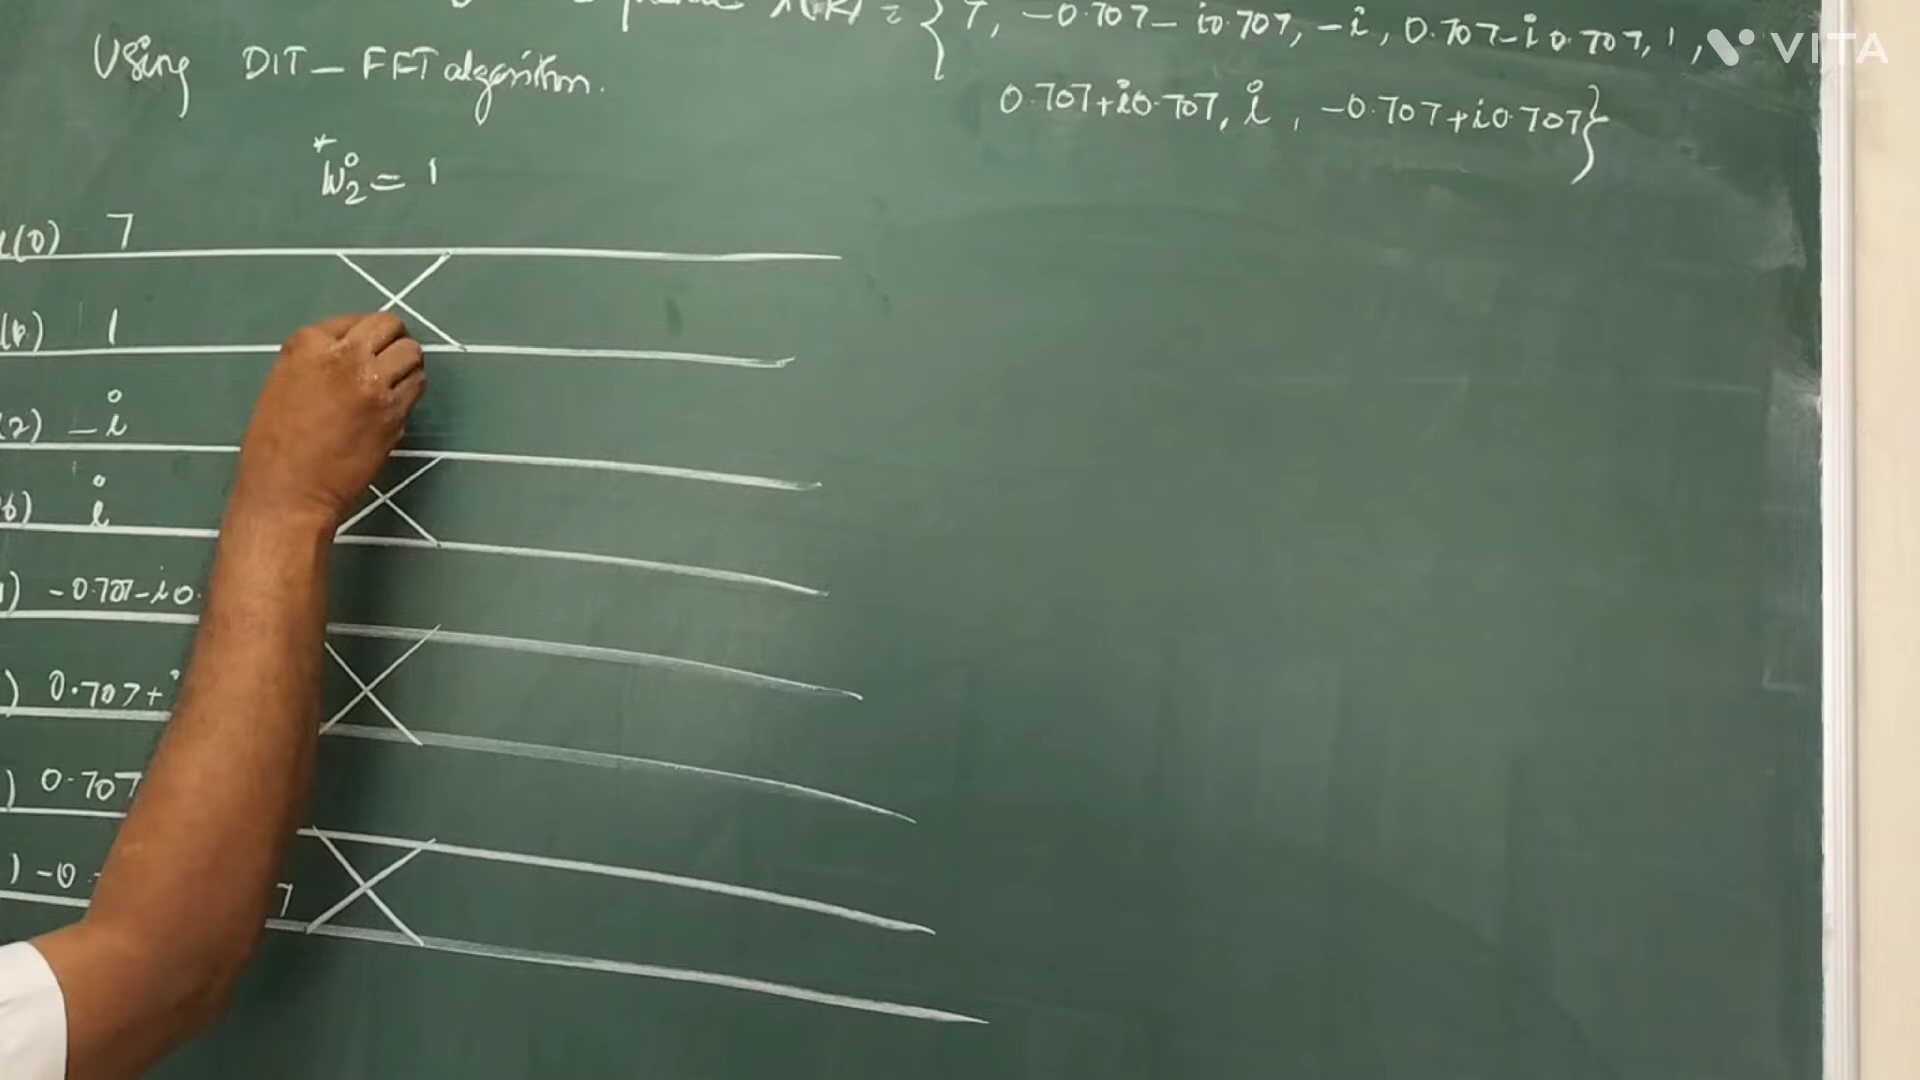 X(k) = { 7, -0.707-i0.707, -i, 0.707-i0.707, 1,
VITA
Using DIT-FFT algorithm.
0.707+i0.707, i, -0.707+i0.707}
*
W₂⁰ = 1
(0) 7
1
2) -i
6) i
) -0.707-i0.
) 0.707+
) 0.707
) -0.
7